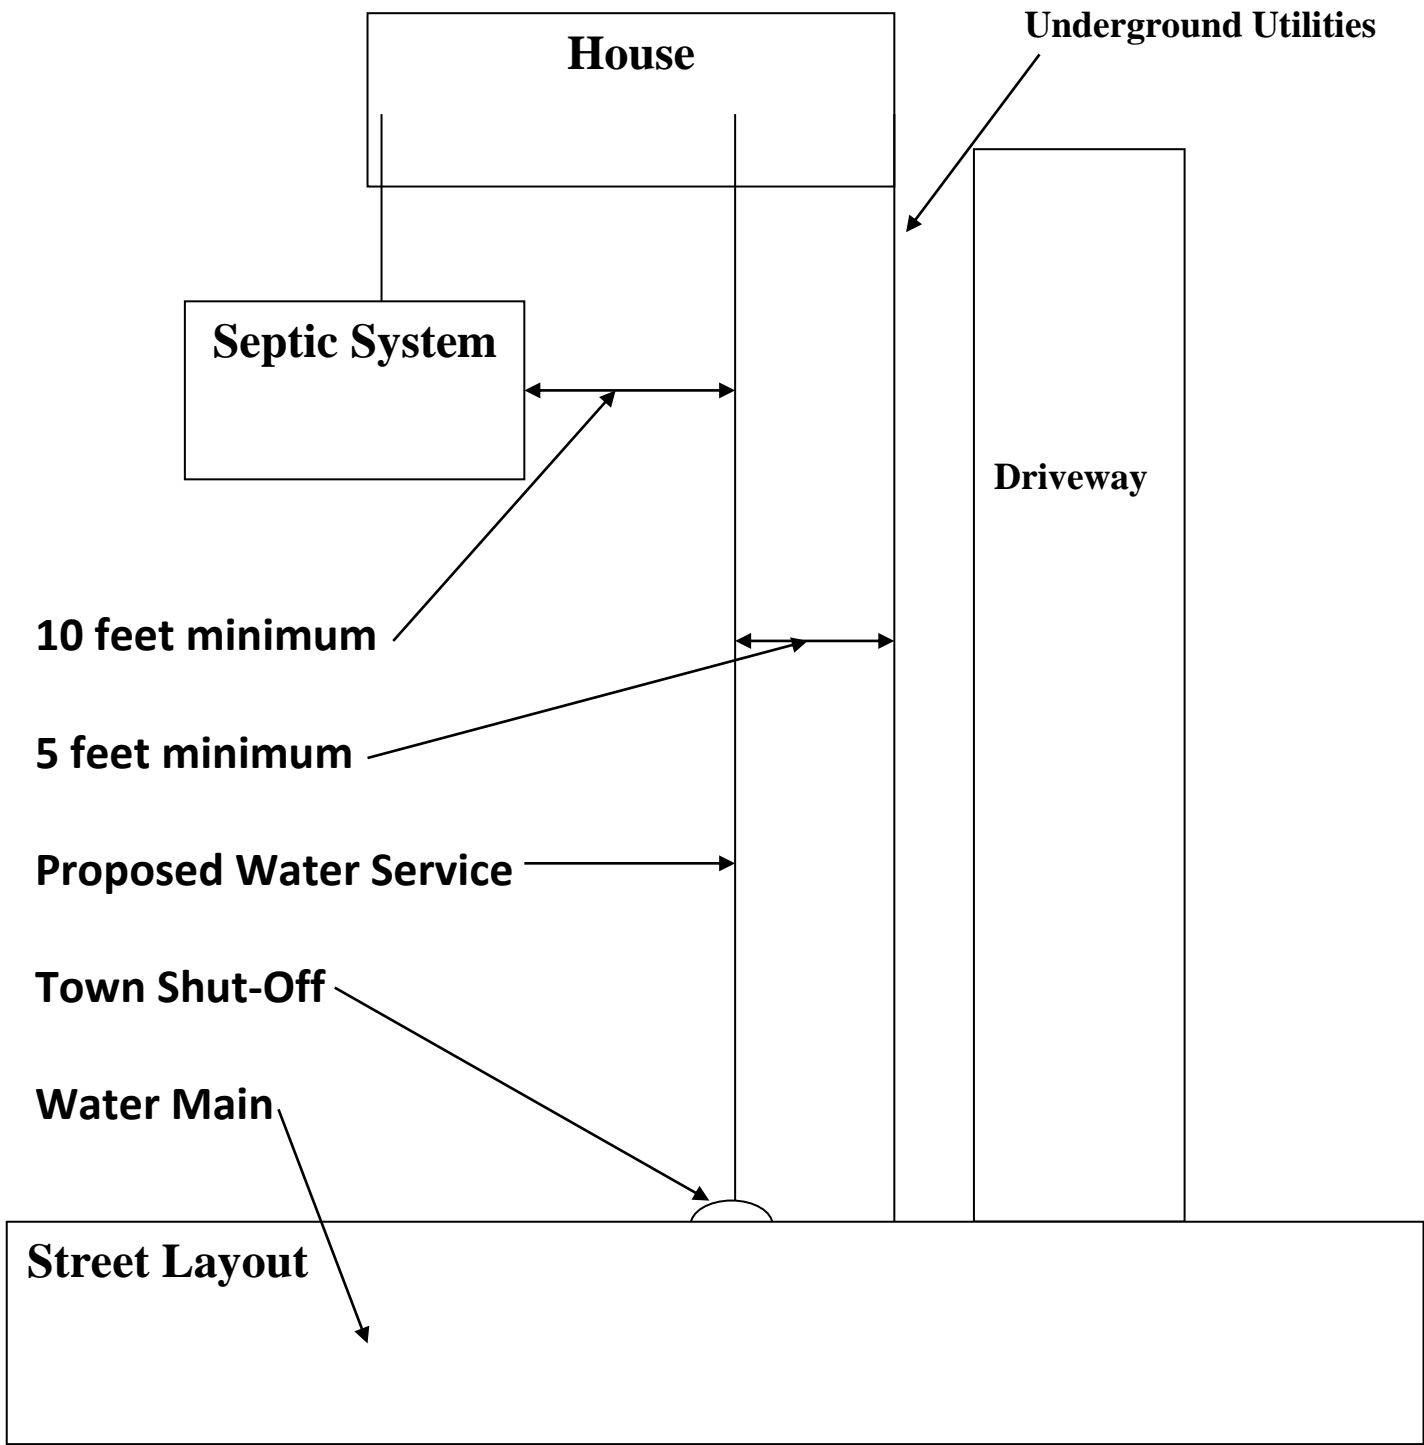 Underground Utilities
House
Septic System
Driveway
10 feet minimum
5 feet minimum
Proposed Water Service
Town Shut-Off
Water Main
Street Layout